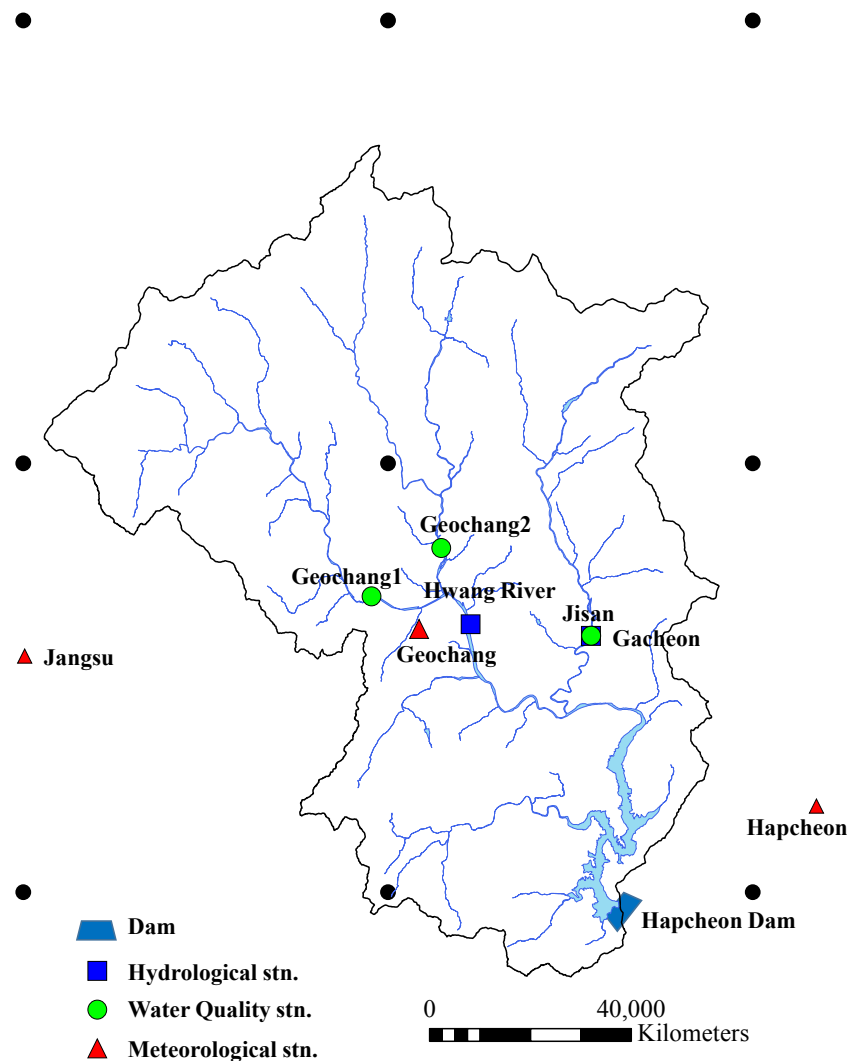 Geochang2
Geochang1
Hwang River
Jisan
Gacheon
Geochang
Jangsu
Hapcheon
Hapcheon Dam
Dam
Hydrological stn.
Water Quality stn.
Meteorological stn.
0 40,000
Kilometers